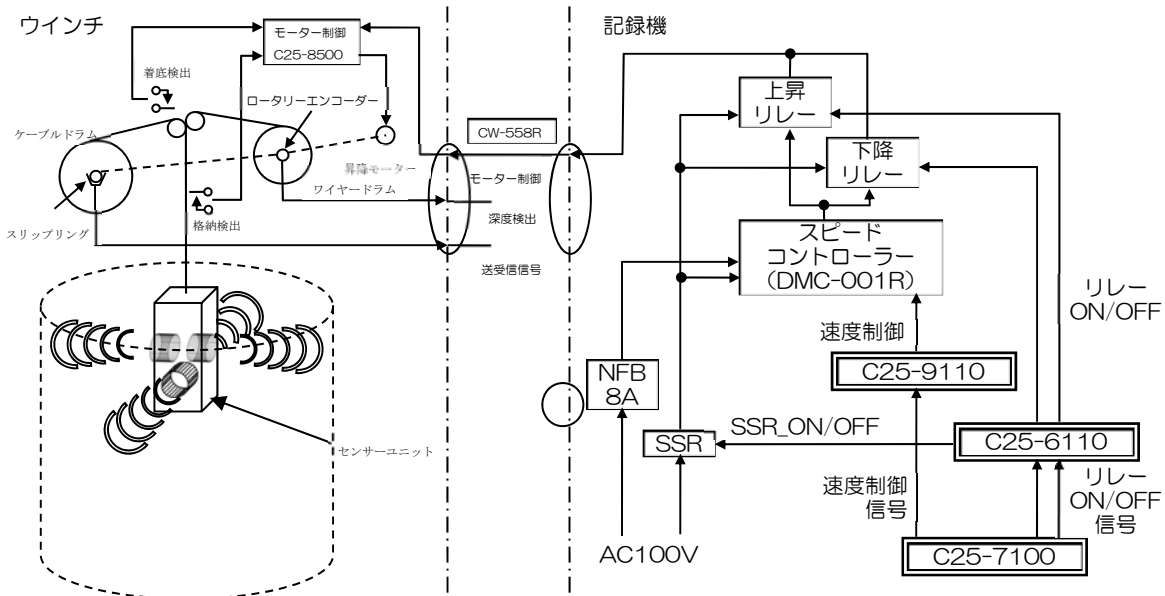 ウインチ
記録機
モーター制御
C25-8500
着底検出
ロータリーエンコーダー
ケーブルドラム
CW-558R
昇降モーター
モーター制御
ワイヤードラム
深度検出
格納検出
スリップリング
送受信信号
センサーユニット
上昇
リレー
下降
リレー
スピード
コントローラー
(DMC-001R)
リレー
ON/OFF
速度制御
C25-9110
NFB
8A
SSR
SSR_ON/OFF
C25-6110
速度制御
信号
リレー
ON/OFF
信号
AC100V
C25-7100